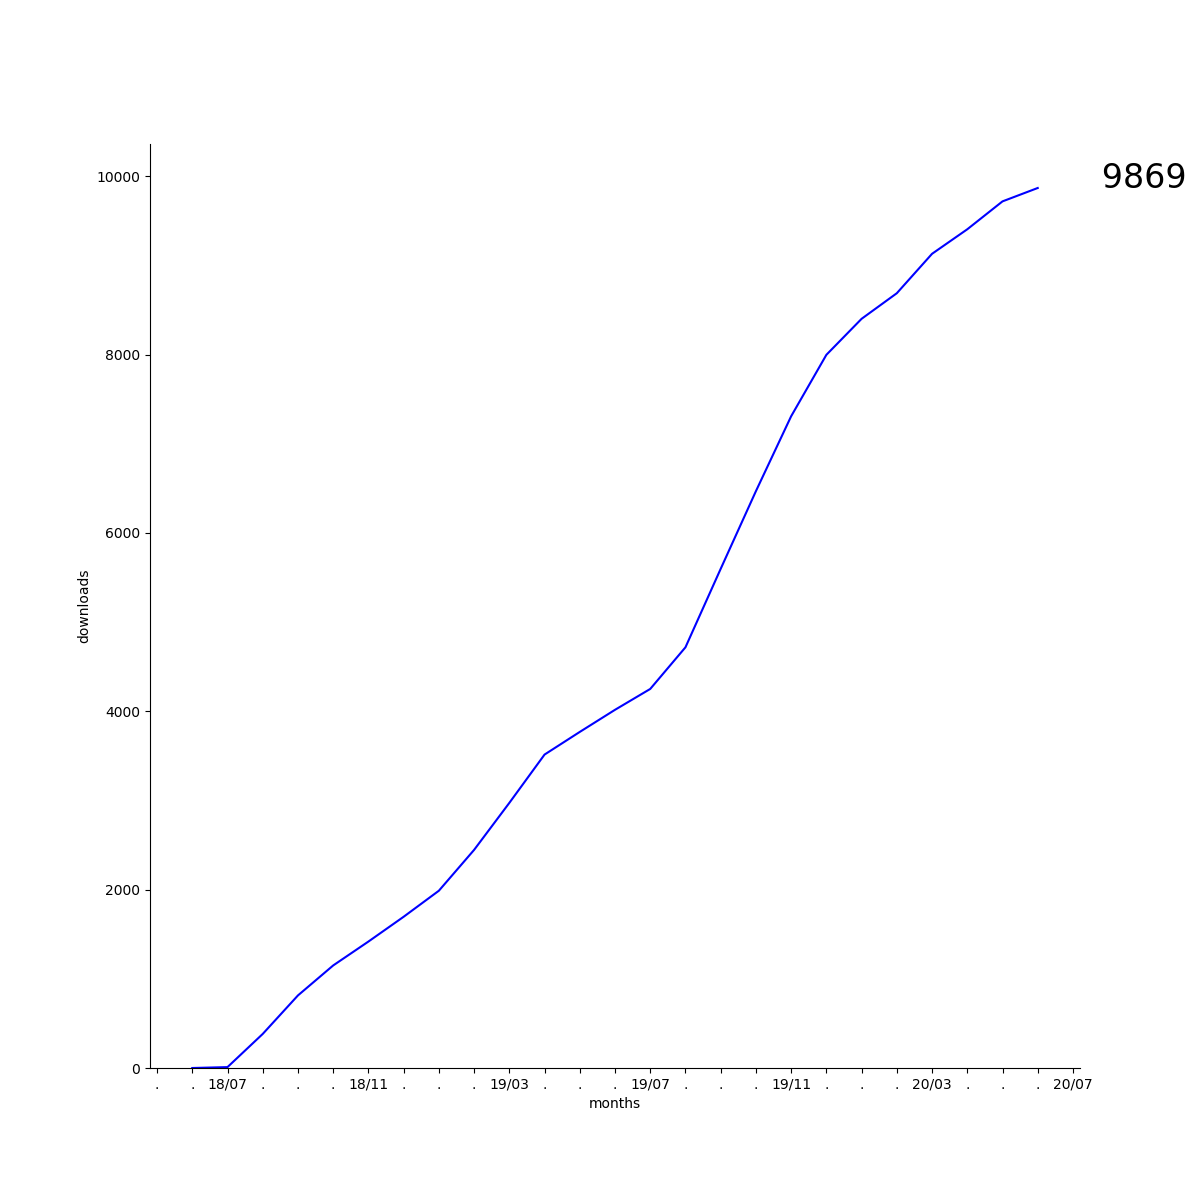 10000
9869
8000
6000
downloads
4000
2000
0
. . 18/07 . . . 18/11 . . . 19/03 . . . 19/07 . . . 19/11 . . . 20/03 . . . 20/07
months